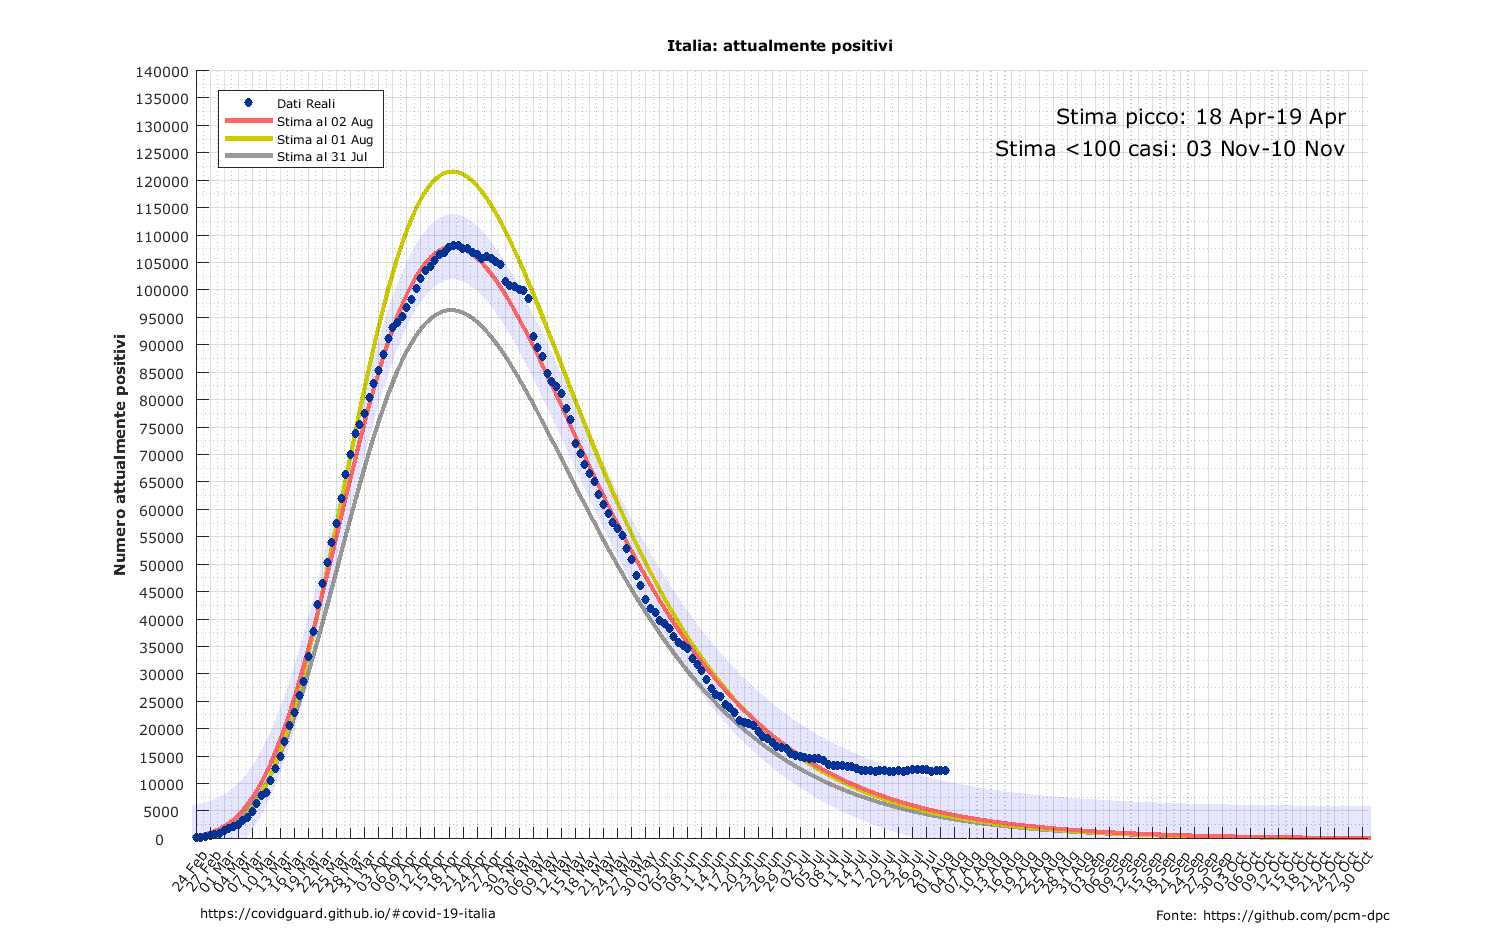 Italia: attualmente positivi
140000
135000
130000
125000
120000
115000
110000
105000
100000
95000
90000
85000
80000
75000
70000
65000
60000
55000
50000
45000
40000
35000
30000
25000
20000
15000
10000
5000
0
Numero attualmente positivi
Dati Reali
Stima al 02 Aug
Stima al 01 Aug
Stima al 31 Jul
Stima picco: 18 Apr-19 Apr
Stima <100 casi: 03 Nov-10 Nov
24 Feb
27 Feb
01 Mar
04 Mar
07 Mar
10 Mar
13 Mar
16 Mar
19 Mar
22 Mar
25 Mar
28 Mar
31 Mar
03 Apr
06 Apr
09 Apr
12 Apr
15 Apr
18 Apr
21 Apr
24 Apr
27 Apr
30 Apr
03 May
06 May
09 May
12 May
15 May
18 May
21 May
24 May
27 May
30 May
02 Jun
05 Jun
08 Jun
11 Jun
14 Jun
17 Jun
20 Jun
23 Jun
26 Jun
29 Jun
02 Jul
05 Jul
08 Jul
11 Jul
14 Jul
17 Jul
20 Jul
23 Jul
26 Jul
29 Jul
01 Aug
04 Aug
07 Aug
10 Aug
13 Aug
16 Aug
19 Aug
22 Aug
25 Aug
28 Aug
31 Aug
03 Sep
06 Sep
09 Sep
12 Sep
15 Sep
18 Sep
21 Sep
24 Sep
27 Sep
30 Sep
03 Oct
06 Oct
09 Oct
12 Oct
15 Oct
18 Oct
21 Oct
24 Oct
27 Oct
30 Oct
https://covidguard.github.io/#covid-19-italia
Fonte: https://github.com/pcm-dpc